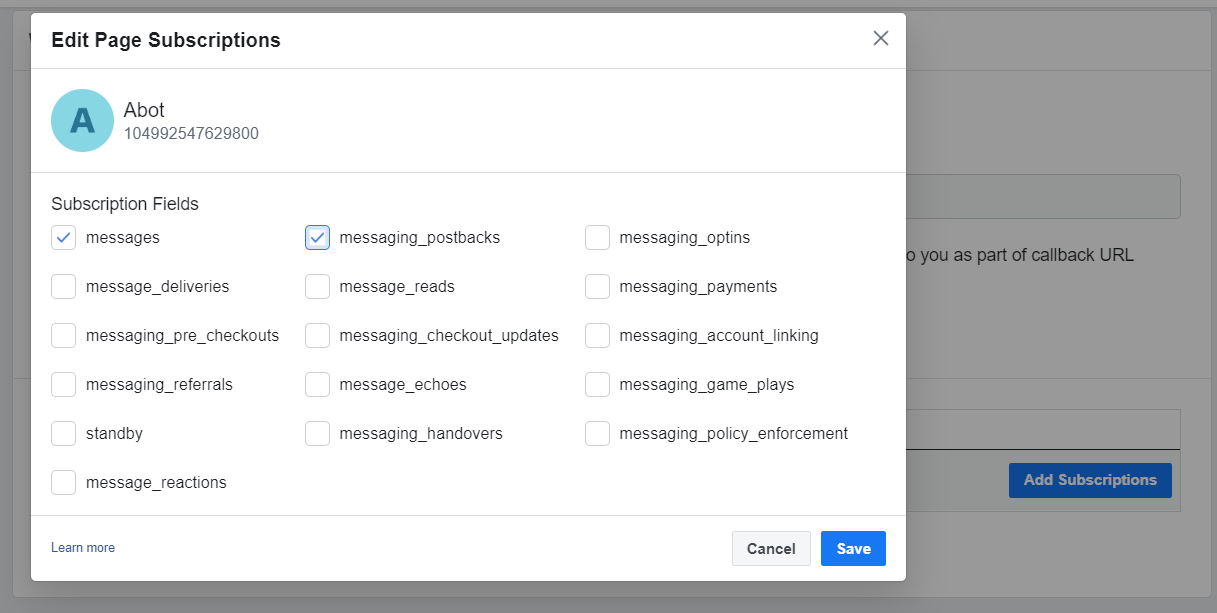 Edit Page Subscriptions
A
Abot
104992547629800
Subscription Fields
messages messaging_postbacks messaging_optins
o you as part of callback URL
message_deliveries message_reads messaging_payments
messaging_pre_checkouts messaging_checkout_updates messaging_account_linking
messaging_referrals message_echoes messaging_game_plays
standby messaging_handovers messaging_policy_enforcement
message_reactions
Add Subscriptions
Learn more Cancel Save